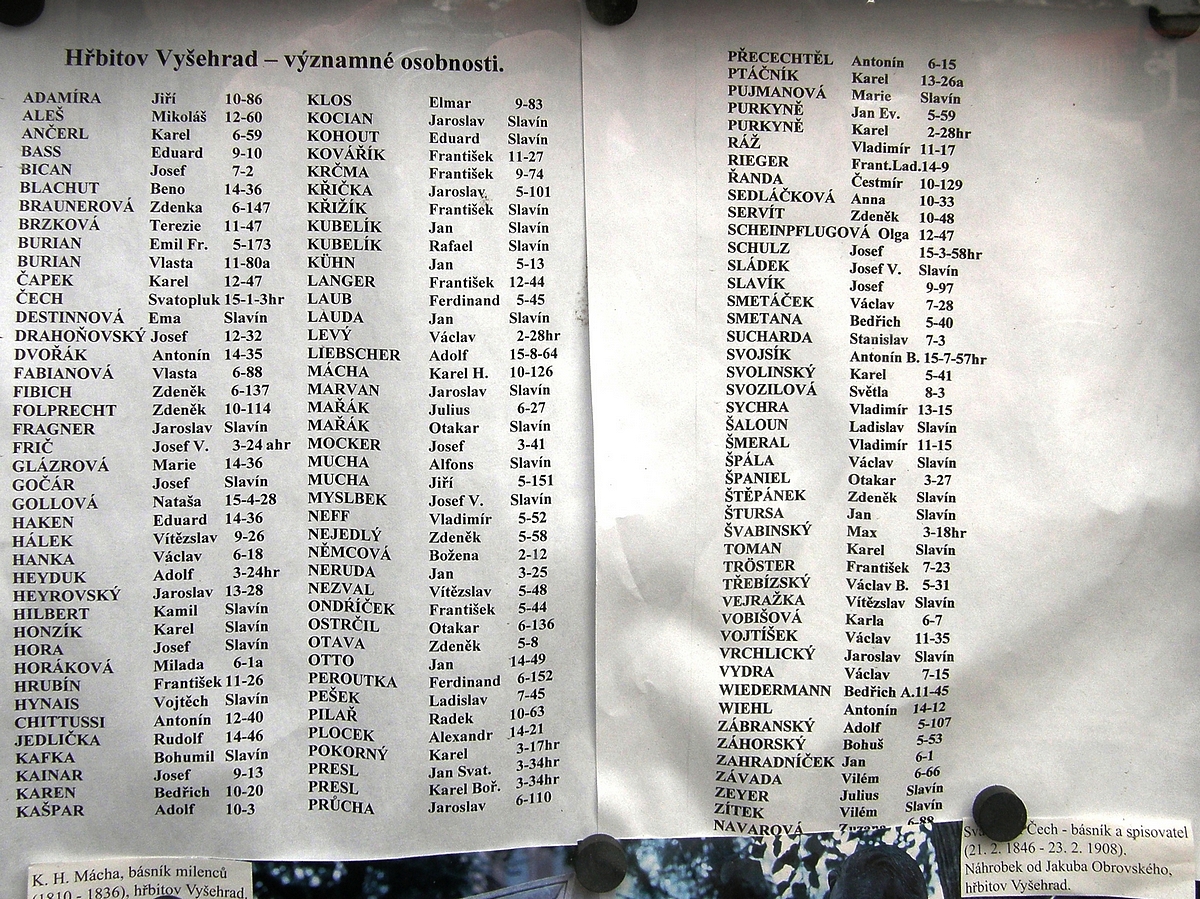 Hřbitov Vyšehrad – významné osobnosti.
ADAMÍRA Jiří 10-86
ALEŠ Mikoláš 12-60
ANČERL Karel 6-59
BASS Eduard 9-10
BICAN Josef 7-2
BLACHUT Beno 14-36
BRAUNEROVÁ Zdenka 6-147
BRZKOVÁ Terezie 11-47
BURIAN Emil Fr. 5-173
BURIAN Vlasta 11-80a
ČAPEK Karel 12-47
ČECH Svatopluk 15-1-3hr
DESTINNOVÁ Ema Slavín
DRAHOŇOVSKÝ Josef 12-32
DVOŘÁK Antonín 14-35
FABIANOVÁ Vlasta 6-88
FIBICH Zdeněk 6-137
FOLPRECHT Zdeněk 10-114
FRAGNER Jaroslav Slavín
FRIČ Josef V. 3-24 ahr
GLÁZROVÁ Marie 14-36
GOČÁR Josef Slavín
GOLLOVÁ Nataša 15-4-28
HAKEN Eduard 14-36
HÁLEK Vítězslav 9-26
HANKA Václav 6-18
HEYDUK Adolf 3-24hr
HEYROVSKÝ Jaroslav 13-28
HILBERT Kamil Slavín
HONZÍK Karel Slavín
HORA Josef Slavín
HORÁKOVÁ Milada 6-1a
HRUBÍN František 11-26
HYNAIS Vojtěch Slavín
CHITTUSSI Antonín 12-40
JEDLIČKA Rudolf 14-46
KAFKA Bohumil Slavín
KAINAR Josef 9-13
KAREN Bedřich 10-20
KAŠPAR Adolf 10-3
KLOS Elmar 9-83
KOCIAN Jaroslav Slavín
KOHOUT Eduard Slavín
KOVÁŘÍK František 11-27
KRČMA František 9-74
KŘIČKA Jaroslav 5-101
KŘIŽÍK František Slavín
KUBELÍK Jan Slavín
KUBELÍK Rafael Slavín
KÜHN Jan 5-13
LANGER František 12-44
LAUB Ferdinand 5-45
LAUDA Jan Slavín
LEVÝ Václav 2-28hr
LIEBSCHER Adolf 15-8-64
MÁCHA Karel H. 10-126
MARVAN Jaroslav Slavín
MAŘÁK Julius 6-27
MAŘÁK Otakar Slavín
MOCKER Josef 3-41
MUCHA Alfons Slavín
MUCHA Jiří 5-151
MYSLBEK Josef V. Slavín
NEFF Vladimír 5-52
NEJEDLÝ Zdeněk 5-58
NĚMCOVÁ Božena 2-12
NERUDA Jan 3-25
NEZVAL Vítězslav 5-48
ONDŘÍČEK František 5-44
OSTRČIL Otakar 6-136
OTAVA Zdeněk 5-8
OTTO Jan 14-49
PEROUTKA Ferdinand 6-152
PEŠEK Ladislav 7-45
PILAŘ Radek 10-63
PLOCEK Alexandr 14-21
POKORNÝ Karel 3-17hr
PRESL Jan Svat. 3-34hr
PRESL Karel Boř. 3-34hr
PRŮCHA Jaroslav 6-110
PŘECECHTĚL Antonín 6-15
PTÁČNÍK Karel 13-26a
PUJMANOVÁ Marie Slavín
PURKYNĚ Jan Ev. 5-59
PURKYNĚ Karel 2-28hr
RÁŽ Vladimír 11-17
RIEGER Frant.Lad.14-9
ŘANDA Čestmír 10-129
SEDLÁČKOVÁ Anna 10-33
SERVÍT Zdeněk 10-48
SCHEINPFLUGOVÁ Olga 12-47
SCHULZ Josef 15-3-58hr
SLÁDEK Josef V. Slavín
SLAVÍK Josef 9-97
SMETÁČEK Václav 7-28
SMETANA Bedřich 5-40
SUCHARDA Stanislav 7-3
SVOJSÍK Antonín B. 15-7-57hr
SVOLINSKÝ Karel 5-41
SVOZILOVÁ Světla 8-3
SYCHRA Vladimír 13-15
ŠALOUN Ladislav Slavín
ŠMERAL Vladimír 11-15
ŠPÁLA Václav Slavín
ŠPANIEL Otakar 3-27
ŠTĚPÁNEK Zdeněk Slavín
ŠTURSA Jan Slavín
ŠVABINSKÝ Max 3-18hr
TOMAN Karel Slavín
TRÖSTER František 7-23
TŘEBÍZSKÝ Václav B. 5-31
VEJRAŽKA Vítězslav Slavín
VOBIŠOVÁ Karla 6-7
VOJTÍŠEK Václav 11-35
VRCHLICKÝ Jaroslav Slavín
VYDRA Václav 7-15
WIEDERMANN Bedřich A.11-45
WIEHL Antonín 14-12
ZÁBRANSKÝ Adolf 5-107
ZÁHORSKÝ Bohuš 5-53
ZAHRADNÍČEK Jan 6-1
ZÁVADA Vilém 6-66
ZEYER Julius Slavín
ZÍTEK Vilém Slavín
NAVAROVÁ Zuzana 6-88
K. H. Mácha, básník milenců
(1810 - 1836), hřbitov Vyšehrad.
Čech - básník a spisovatel
(21. 2. 1846 - 23. 2. 1908).
Náhrobek od Jakuba Obrovského,
hřbitov Vyšehrad.